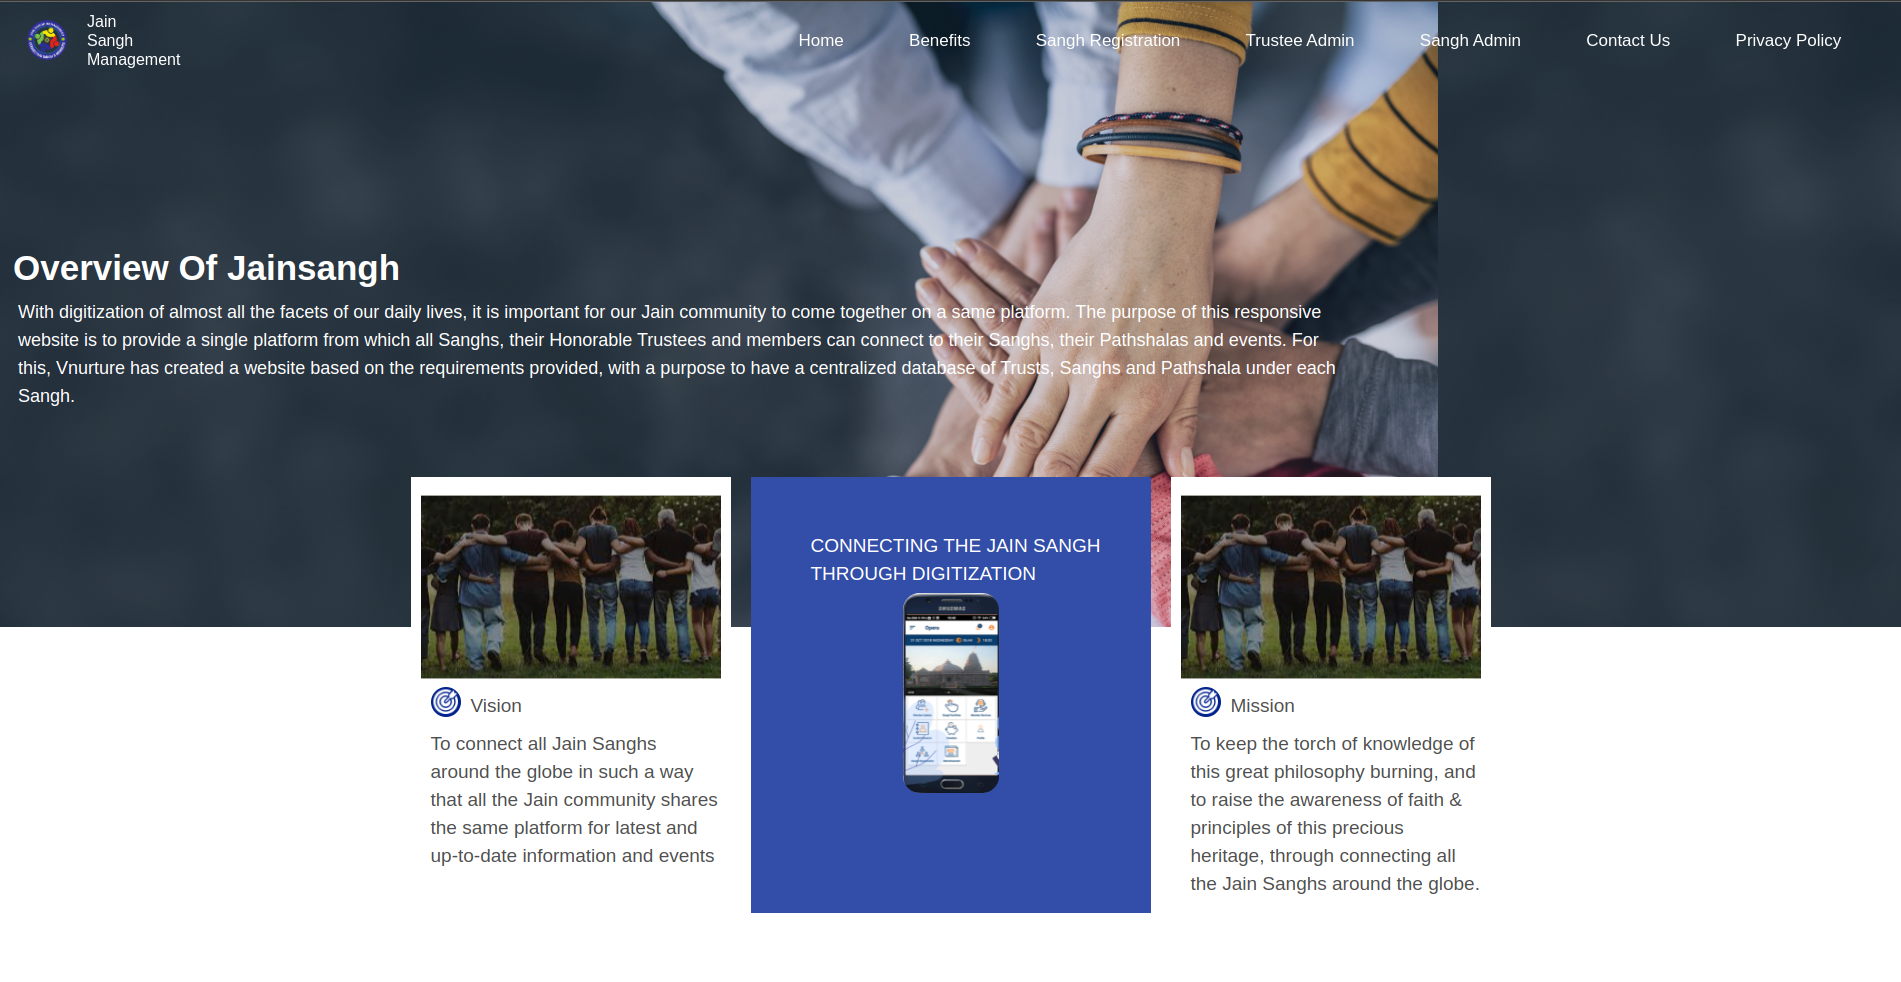 Jain
Sangh
Management
Home
Benefits
Sangh Registration
Trustee Admin
Sangh Admin
Contact Us
Privacy Policy
Overview Of Jainsangh
With digitization of almost all the facets of our daily lives, it is important for our Jain community to come together on a same platform. The purpose of this responsive
website is to provide a single platform from which all Sanghs, their Honorable Trustees and members can connect to their Sanghs, their Pathshalas and events. For
this, Vnurture has created a website based on the requirements provided, with a purpose to have a centralized database of Trusts, Sanghs and Pathshala under each
Sangh.
Vision
To connect all Jain Sanghs
around the globe in such a way
that all the Jain community shares
the same platform for latest and
up-to-date information and events
CONNECTING THE JAIN SANGH
THROUGH DIGITIZATION
Mission
To keep the torch of knowledge of
this great philosophy burning, and
to raise the awareness of faith &
principles of this precious
heritage, through connecting all
the Jain Sanghs around the globe.